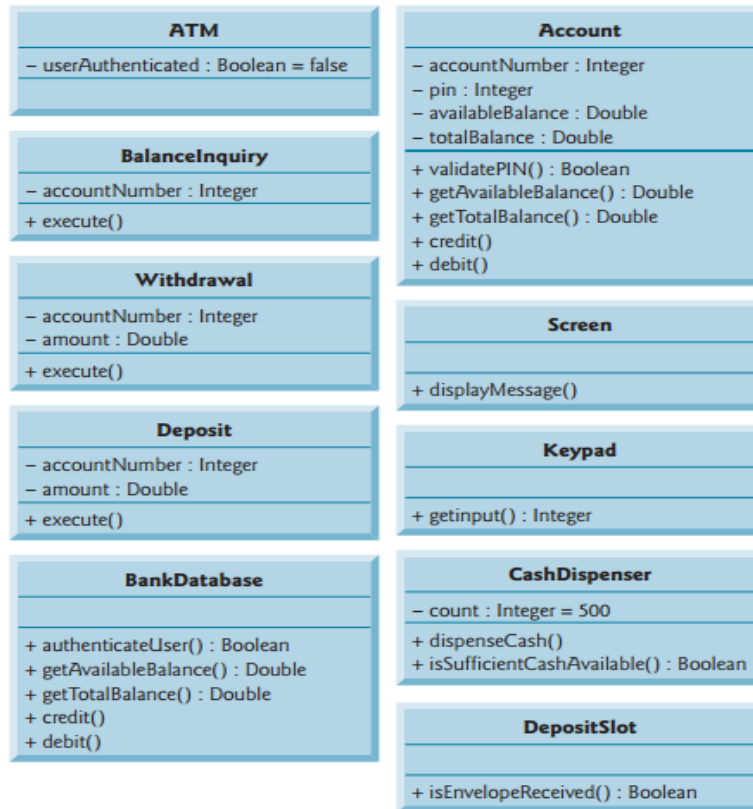 ATM
– userAuthenticated : Boolean = false
BalanceInquiry
– accountNumber : Integer
+ execute()
Withdrawal
– accountNumber : Integer
– amount : Double
+ execute()
Deposit
– accountNumber : Integer
– amount : Double
+ execute()
BankDatabase
+ authenticateUser() : Boolean
+ getAvailableBalance() : Double
+ getTotalBalance() : Double
+ credit()
+ debit()
Account
– accountNumber : Integer
– pin : Integer
– availableBalance : Double
– totalBalance : Double
+ validatePIN() : Boolean
+ getAvailableBalance() : Double
+ getTotalBalance() : Double
+ credit()
+ debit()
Screen
+ displayMessage()
Keypad
+ getinput() : Integer
CashDispenser
– count : Integer = 500
+ dispenseCash()
+ isSufficientCashAvailable() : Boolean
DepositSlot
+ isEnvelopeReceived() : Boolean